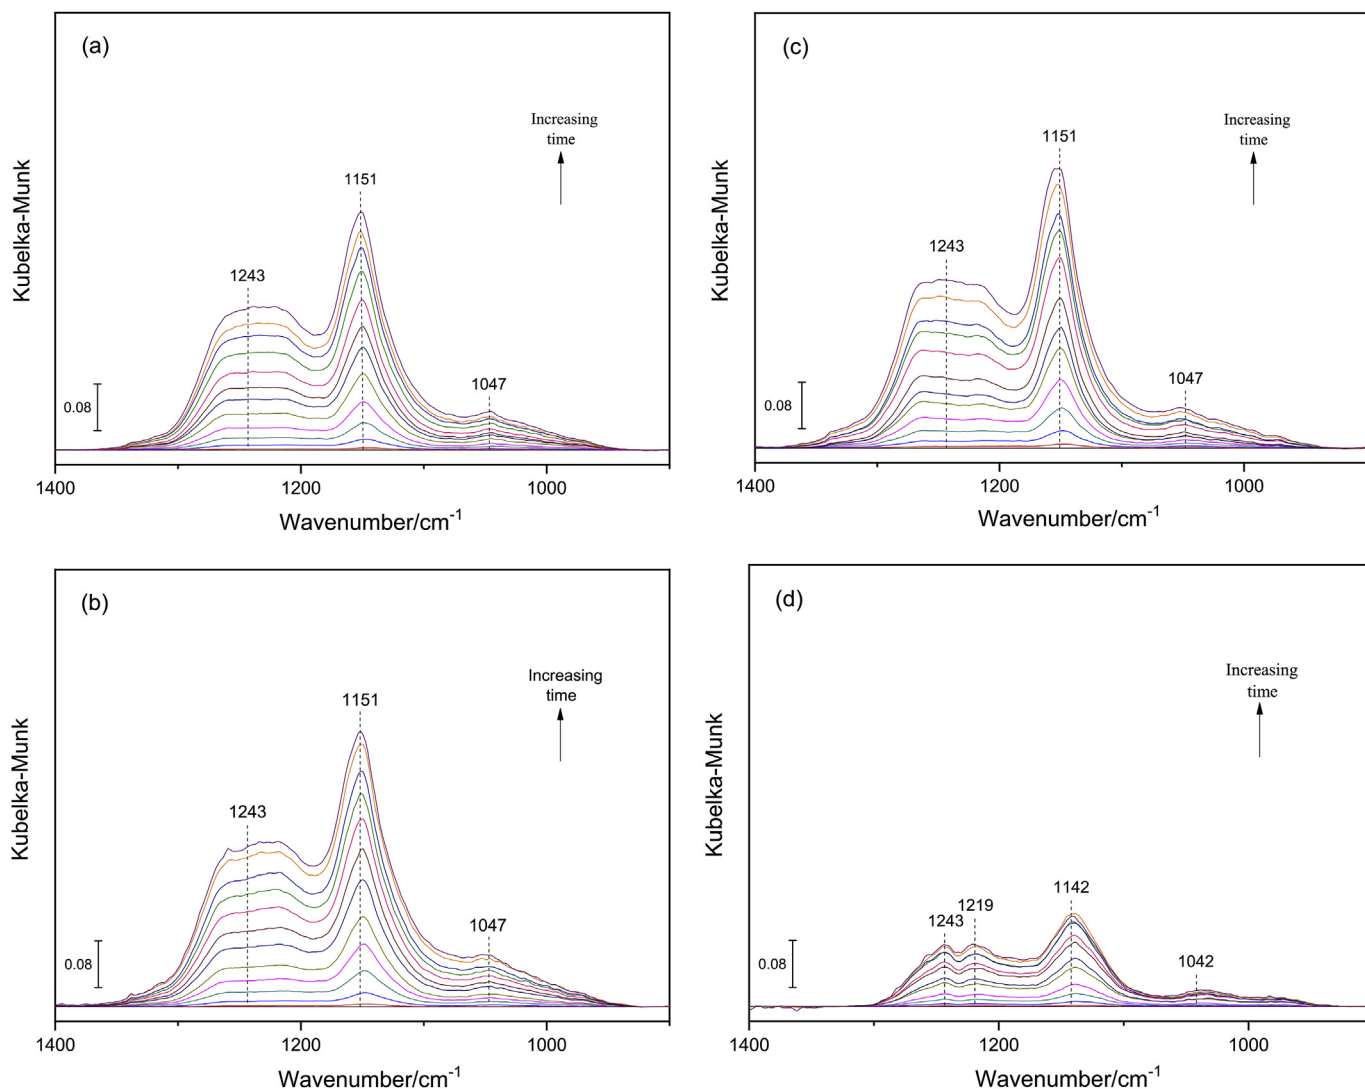 (a)
Increasing
time
1151
1243
1047
0.08
Kubelka-Munk
1400
1200
1000
Wavenumber/cm⁻¹
(c)
Increasing
time
1151
1243
1047
0.08
Kubelka-Munk
1400
1200
1000
Wavenumber/cm⁻¹
(b)
Increasing
time
1151
1243
1047
0.08
Kubelka-Munk
1400
1200
1000
Wavenumber/cm⁻¹
(d)
Increasing
time
1142
1219
1243
1042
0.08
Kubelka-Munk
1400
1200
1000
Wavenumber/cm⁻¹